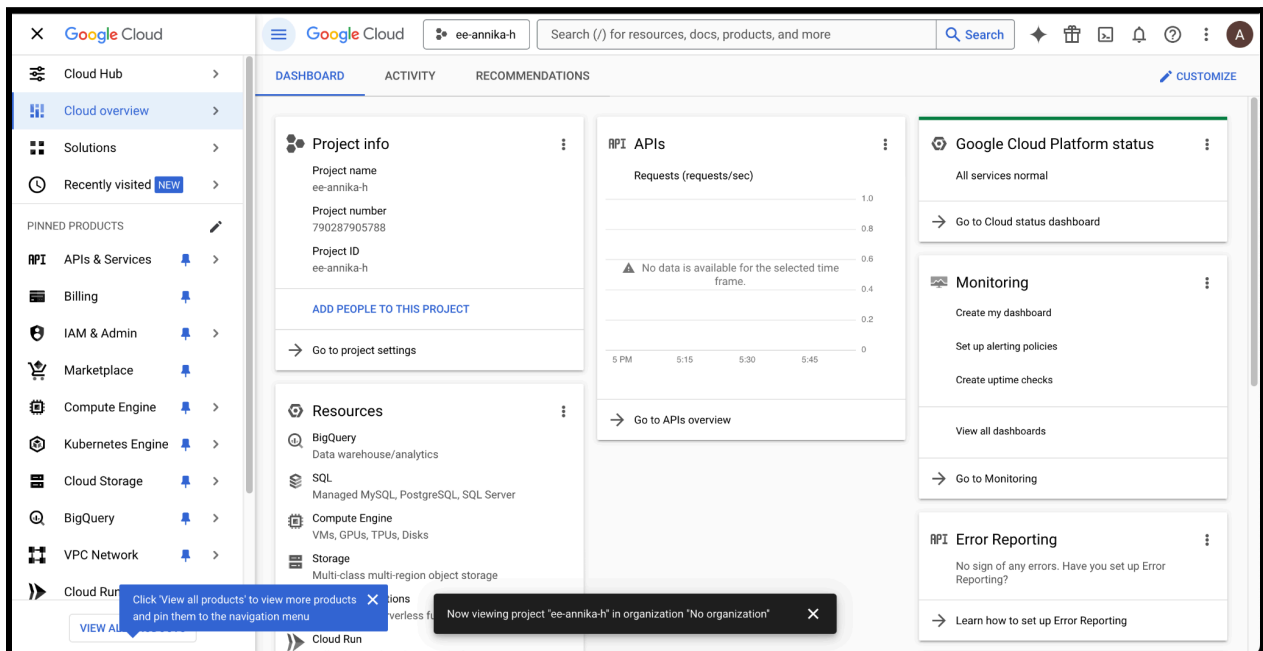 Google Cloud
Cloud Hub
Cloud overview
Solutions
Recently visited NEW
PINNED PRODUCTS
API APIs & Services
Billing
IAM & Admin
Marketplace
Compute Engine
Kubernetes Engine
Cloud Storage
BigQuery
VPC Network
Cloud Run
VIEW AL
Click 'View all products' to view more products
and pin them to the navigation menu
Google Cloud
ee-annika-h
Search (/) for resources, docs, products, and more
Search
A
DASHBOARD
ACTIVITY
RECOMMENDATIONS
CUSTOMIZE
Project info
Project name
ee-annika-h
Project number
790287905788
Project ID
ee-annika-h
ADD PEOPLE TO THIS PROJECT
Go to project settings
Resources
BigQuery
Data warehouse/analytics
SQL
Managed MySQL, PostgreSQL, SQL Server
Compute Engine
VMs, GPUs, TPUs, Disks
Storage
Multi-class multi-region object storage
Cloud Run
API APIs
Requests (requests/sec)
1.0
0.8
0.6
0.4
0.2
0
No data is available for the selected time
frame.
5 PM 5:15 5:30 5:45
Go to APIs overview
Google Cloud Platform status
All services normal
Go to Cloud status dashboard
Monitoring
Create my dashboard
Set up alerting policies
Create uptime checks
View all dashboards
Go to Monitoring
API Error Reporting
No sign of any errors. Have you set up Error
Reporting?
Learn how to set up Error Reporting
Now viewing project "ee-annika-h" in organization "No organization"